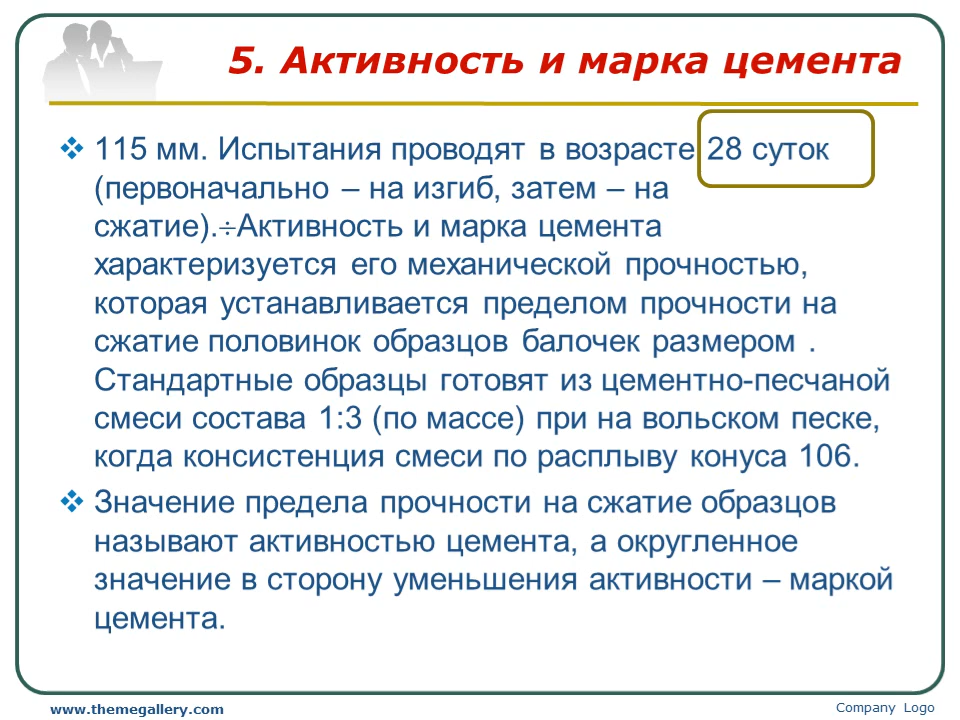 5. Активность и марка цемента
115 мм. Испытания проводят в возрасте 28 суток
(первоначально – на изгиб, затем – на
сжатие).÷Активность и марка цемента
характеризуется его механической прочностью,
которая устанавливается пределом прочности на
сжатие половинок образцов балочек размером .
Стандартные образцы готовят из цементно-песчаной
смеси состава 1:3 (по массе) при на вольском песке,
когда консистенция смеси по расплыву конуса 106.
Значение предела прочности на сжатие образцов
называют активностью цемента, а округленное
значение в сторону уменьшения активности – маркой
цемента.
www.themegallery.com
Company Logo